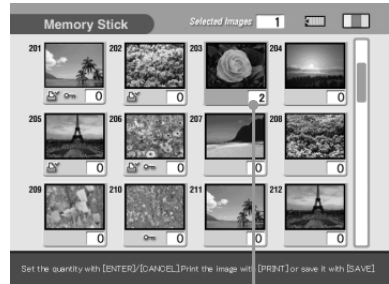 Memory Stick Selected Images 1
201 202 203 204
0 0 2 0
205 206 207 208
0 0 0 0
209 210 211 212
0 0 0 0
Set the quantity with [ENTER]/[CANCEL].Print the image with [PRINT] or save it with [SAVE]